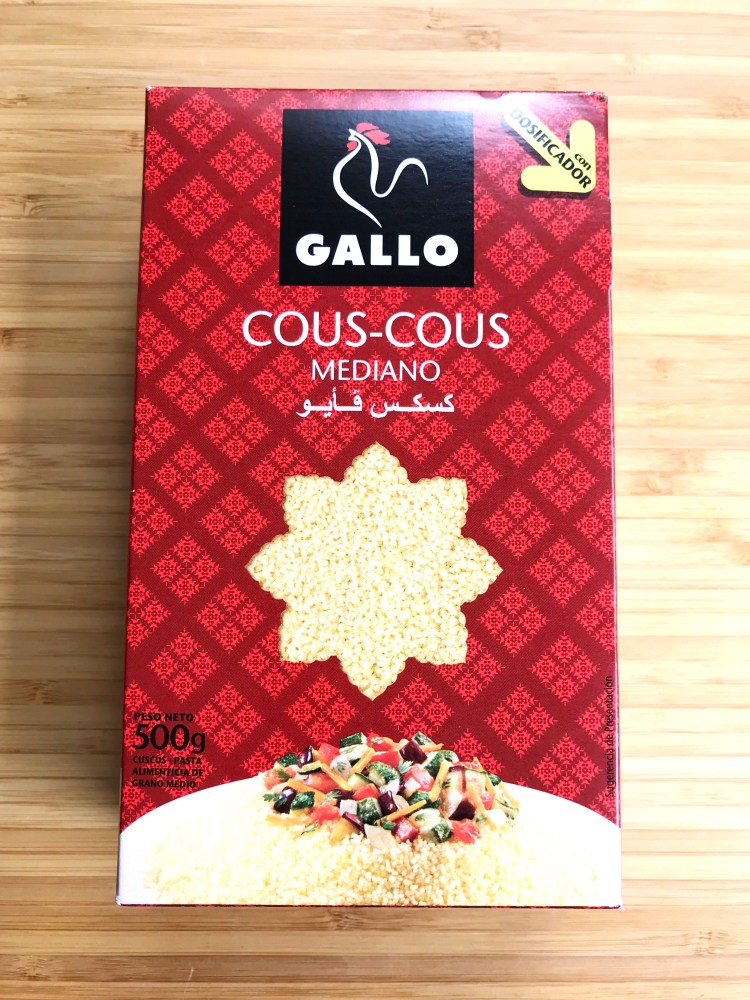 con
DOSIFICADOR
GALLO
COUS-COUS
MEDIANO
كسكس ڤـأيـو
PESO NETO
500g
CUSCUS - PASTA
ALIMENTICIA DE
GRANO MEDIO
Sugerencia de Presentación